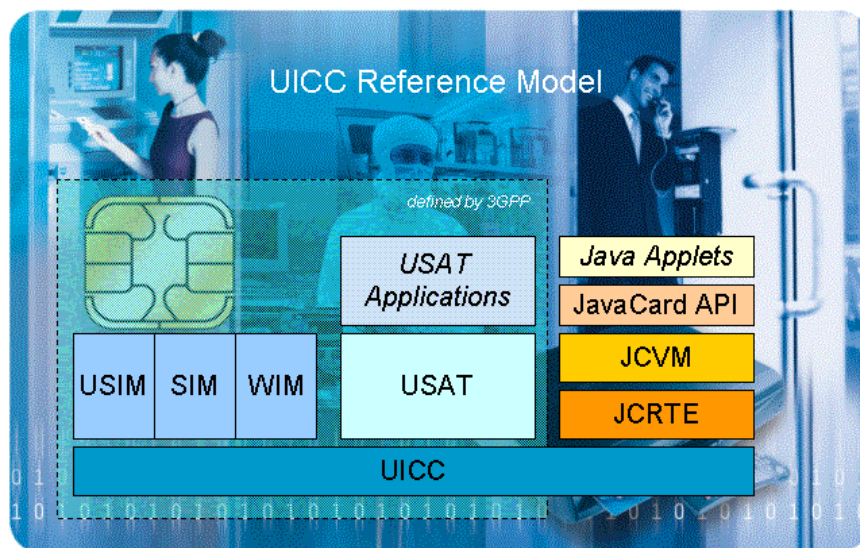 UICC Reference Model
defined by 3GPP
USAT
Applications
Java Applets
JavaCard API
USIM
SIM
WIM
USAT
JCVM
JCRTE
UICC